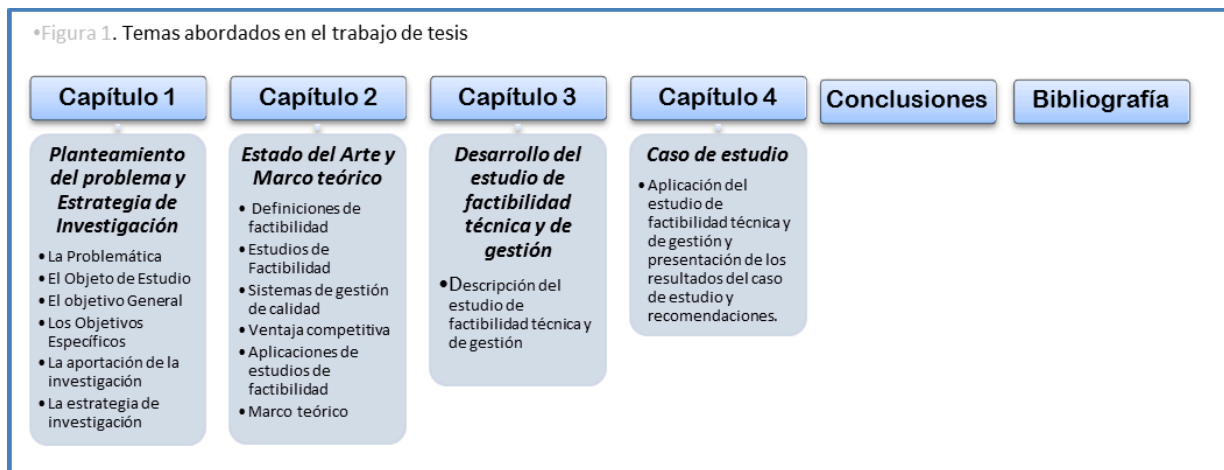 •Figura 1. Temas abordados en el trabajo de tesis
Capítulo 1
Planteamiento
del problema y
Estrategia de
Investigación
•La Problemática
•El Objeto de Estudio
•El objetivo General
•Los Objetivos
Específicos
•La aportación de la
investigación
•La estrategia de
investigación
Capítulo 2
Estado del Arte y
Marco teórico
• Definiciones de
factibilidad
•Estudios de
Factibilidad
•Sistemas de gestión
de calidad
•Ventaja competitiva
•Aplicaciones de
estudios de
factibilidad
•Marco teórico
Capítulo 3
Desarrollo del
estudio de
factibilidad
técnica y de
gestión
•Descripción del
estudio de
factibilidad técnica y
de gestión
Capítulo 4
Caso de estudio
•Aplicación del
estudio de
factibilidad técnica y
de gestión y
presentación de los
resultados del caso
de estudio y
recomendaciones.
Conclusiones
Bibliografía